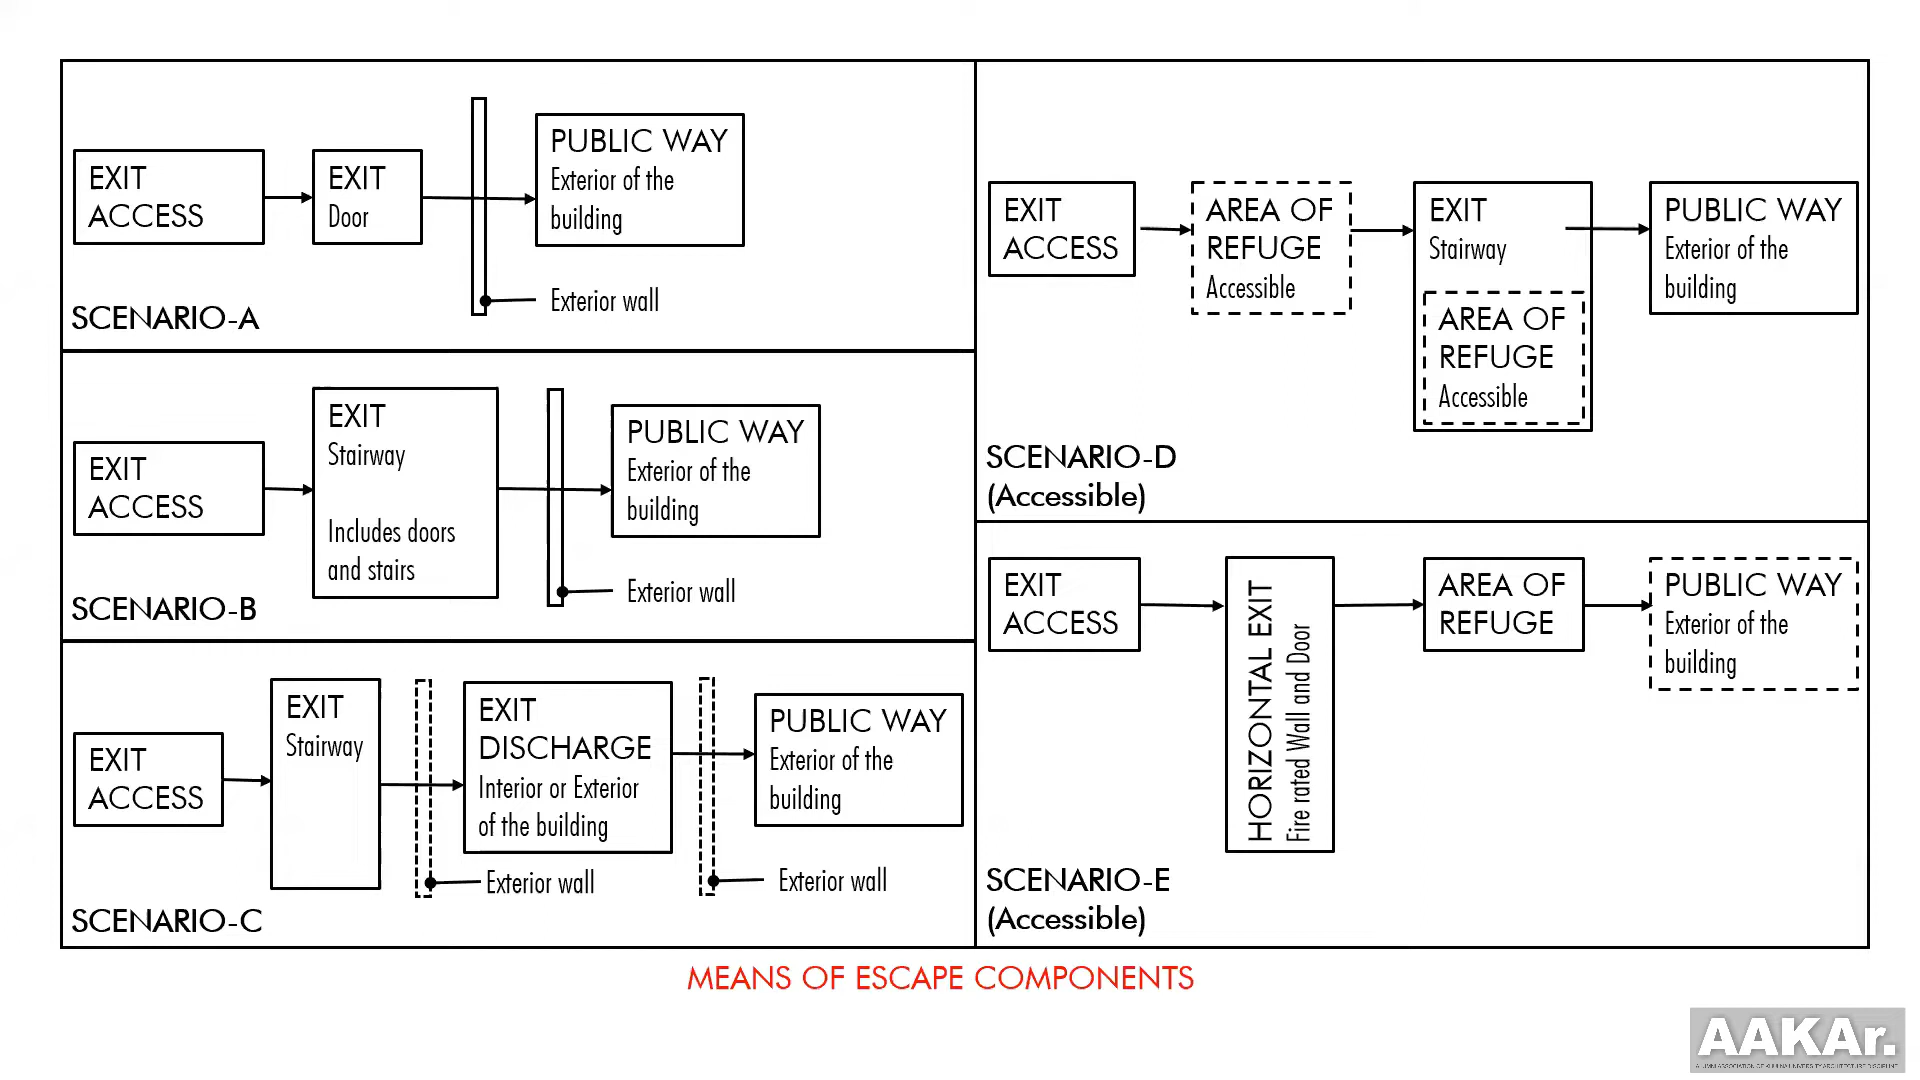 EXIT
ACCESS
EXIT
Door
PUBLIC WAY
Exterior of the
building
Exterior wall
SCENARIO-A
EXIT
ACCESS
EXIT
Stairway
Includes doors
and stairs
PUBLIC WAY
Exterior of the
building
Exterior wall
SCENARIO-B
EXIT
ACCESS
EXIT
Stairway
EXIT
DISCHARGE
Interior or Exterior
of the building
PUBLIC WAY
Exterior of the
building
Exterior wall
Exterior wall
SCENARIO-C
EXIT
ACCESS
AREA OF
REFUGE
Accessible
EXIT
Stairway
AREA OF
REFUGE
Accessible
PUBLIC WAY
Exterior of the
building
SCENARIO-D
(Accessible)
EXIT
ACCESS
HORIZONTAL EXIT
Fire rated Wall and Door
AREA OF
REFUGE
PUBLIC WAY
Exterior of the
building
SCENARIO-E
(Accessible)
MEANS OF ESCAPE COMPONENTS
AAKAr.